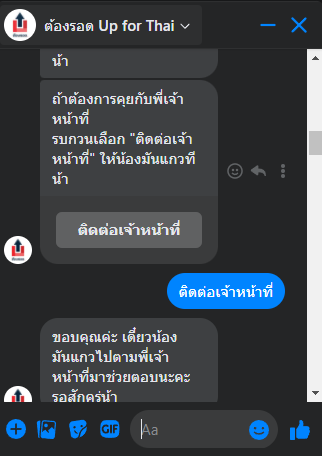 ต้องรอด Up for Thai
น้า
ถ้าต้องการคุยกับพี่เจ้า
หน้าที่
รบกวนเลือก "ติดต่อเจ้า
หน้าที่" ให้น้องมันแกวที
น้า
ติดต่อเจ้าหน้าที่
ติดต่อเจ้าหน้าที่
ขอบคุณค่ะ เดี๋ยวน้อง
มันแกวไปตามพี่เจ้า
หน้าที่มาช่วยตอบนะคะ
รอสักครู่น้า
GIF
Aa